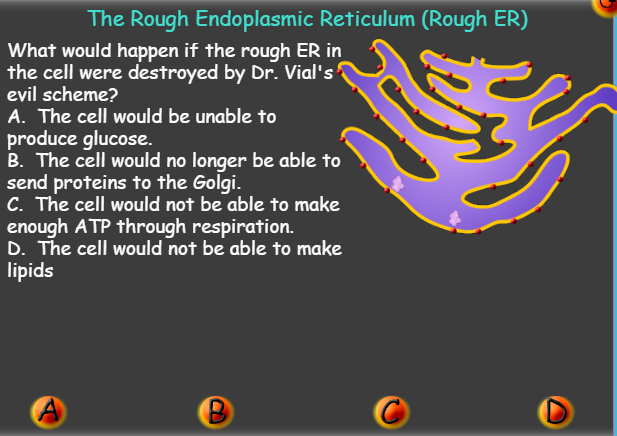 The Rough Endoplasmic Reticulum (Rough ER)
What would happen if the rough ER in
the cell were destroyed by Dr. Vial's
evil scheme?
A. The cell would be unable to
produce glucose.
B. The cell would no longer be able to
send proteins to the Golgi.
C. The cell would not be able to make
enough ATP through respiration.
D. The cell would not be able to make
lipids
A B C D